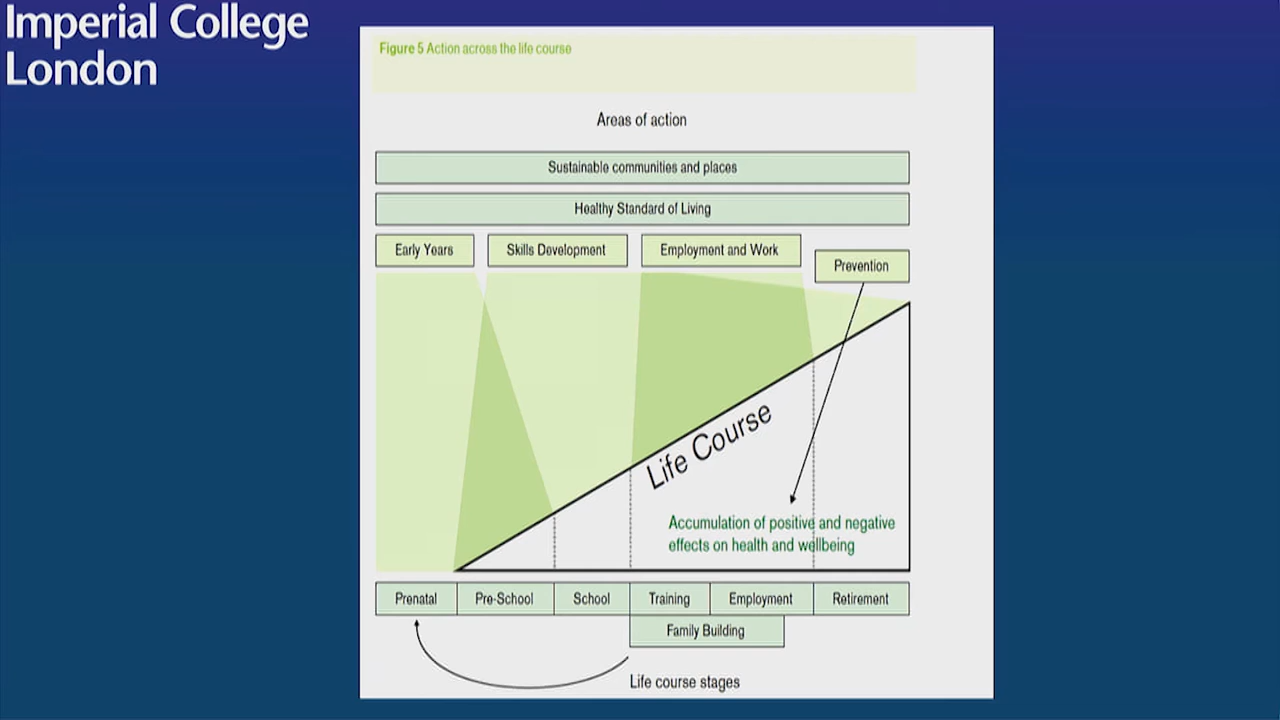 Imperial College
London
Figure 5 Action across the life course
Areas of action
Sustainable communities and places
Healthy Standard of Living
Early Years
Skills Development
Employment and Work
Prevention
Life Course
Accumulation of positive and negative
effects on health and wellbeing
Prenatal
Pre-School
School
Training
Employment
Retirement
Family Building
Life course stages